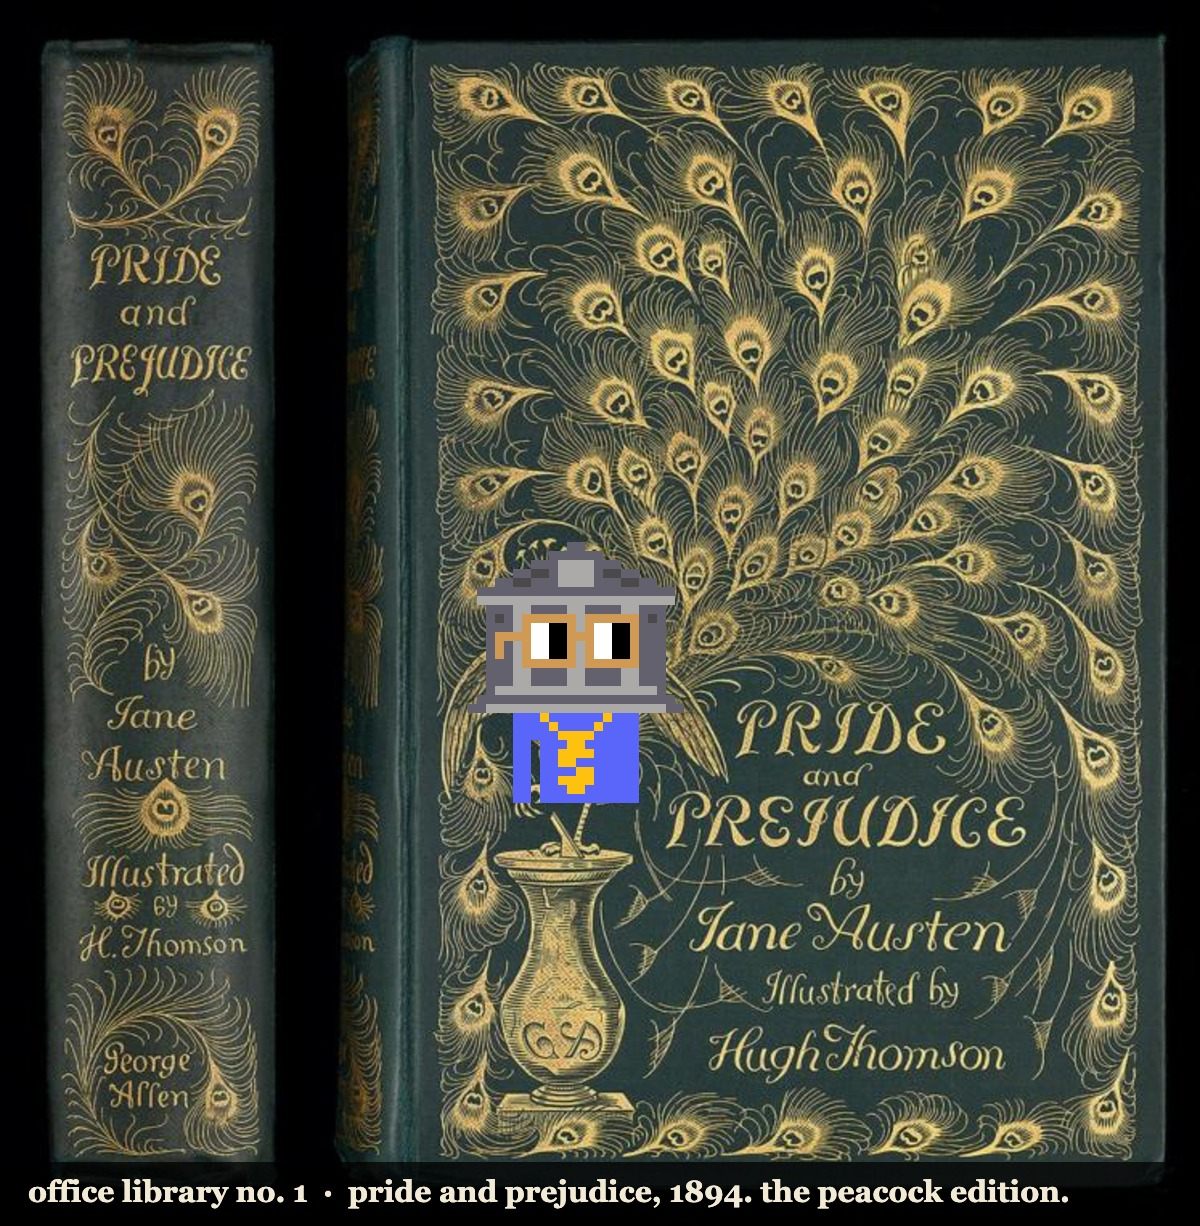 PRIDE
and
PREJUDICE
by
Jane
Austen
Illustrated
by
H. Thomson
George
Allen
PRIDE
and
PREJUDICE
by
Jane Austen
Illustrated by
Hugh Thomson
GA
office library no. 1 · pride and prejudice, 1894. the peacock edition.